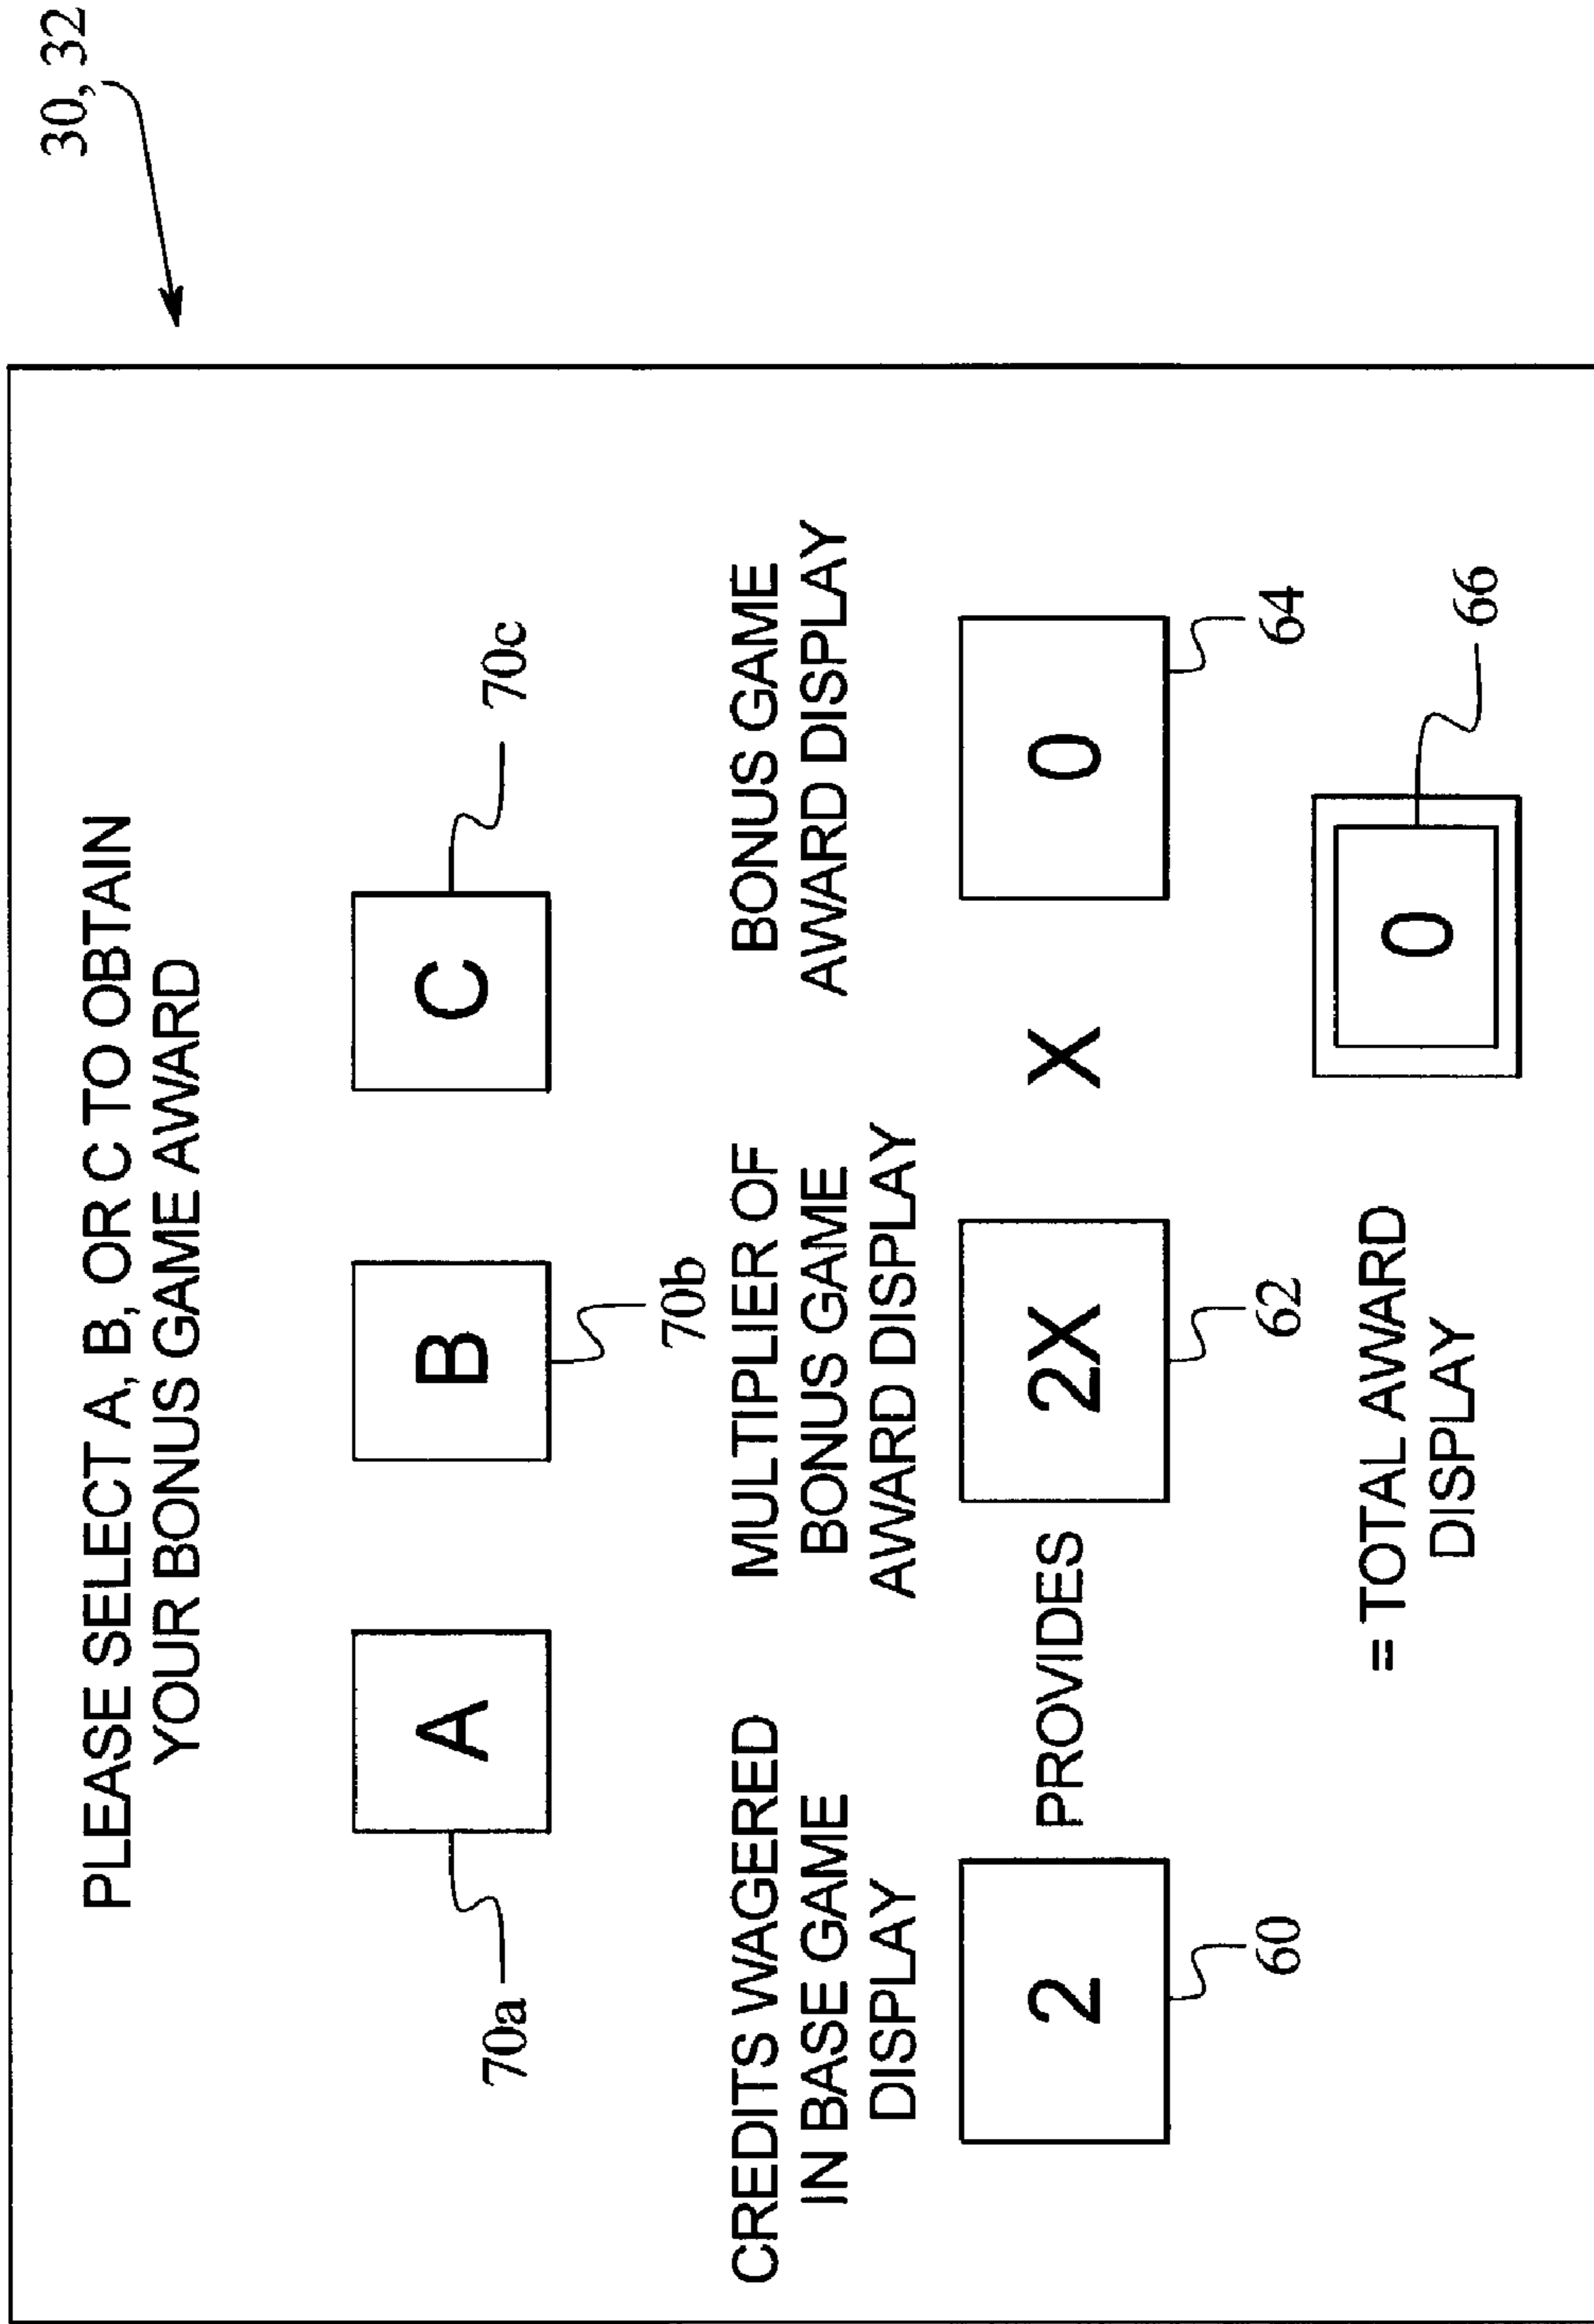 30, 32
PLEASE SELECT A, B, OR C TO OBTAIN
YOUR BONUS GAME AWARD
A
B
C
70a
70b
70c
CREDITS WAGERED
IN BASE GAME
DISPLAY
MULTIPLIER OF
BONUS GAME
AWARD DISPLAY
BONUS GAME
AWARD DISPLAY
2
PROVIDES
2X
X
0
60
62
64
= TOTAL AWARD
DISPLAY
0
66